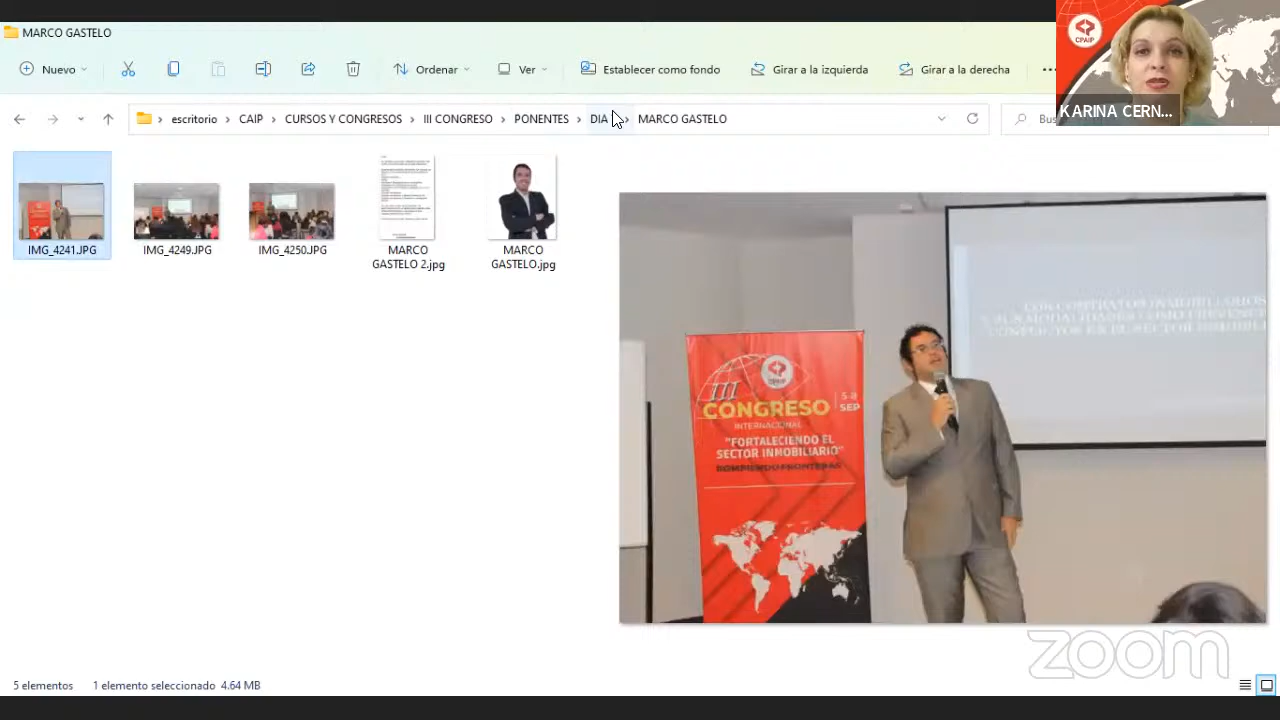 MARCO GASTELO
Nuevo
Ordenar
Ver
Establecer como fondo
Girar a la izquierda
Girar a la derecha
CPAIP
KARINA CERN...
escritorio > CAIP > CURSOS Y CONGRESOS > III CONGRESO > PONENTES > DIA > MARCO GASTELO
Bus
IMG_4241.JPG
IMG_4249.JPG
IMG_4250.JPG
MARCO
GASTELO 2.jpg
MARCO
GASTELO.jpg
CPAIP
III
CONGRESO
5-8
SEP
INTERNACIONAL
"FORTALECIENDO EL
SECTOR INMOBILIARIO"
ROMPIENDO FRONTERAS
zoom
5 elementos
1 elemento seleccionado 4.64 MB